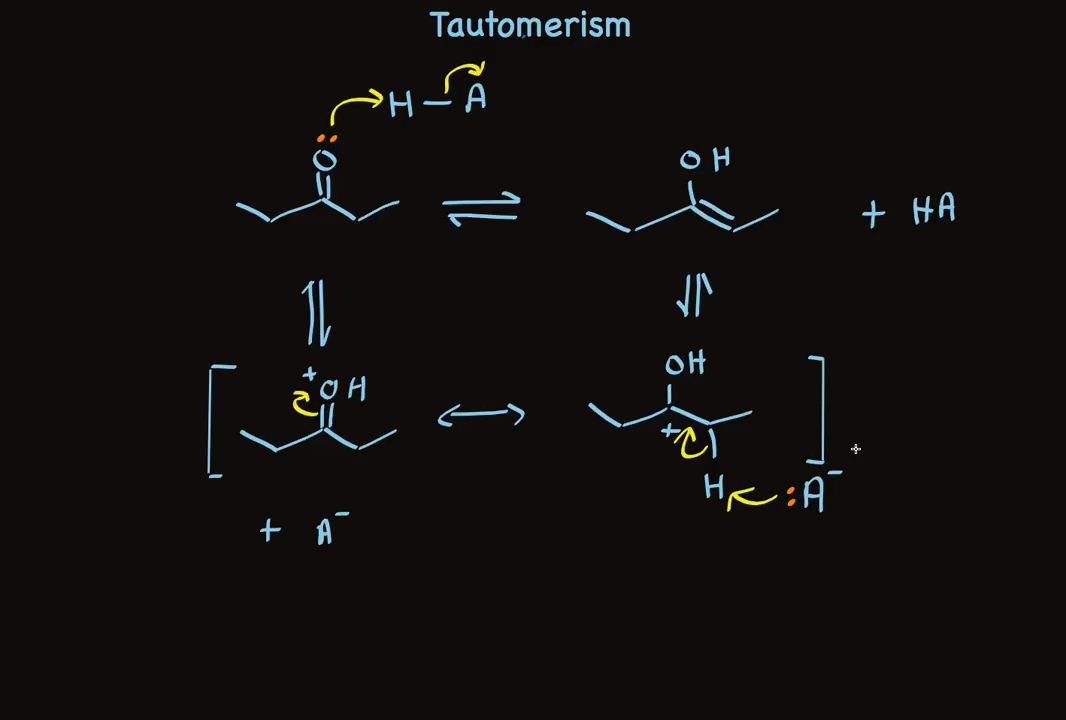 Tautomerism
H — A
O
OH
+ HA
+
OH
OH
+
H :A⁻
+ A⁻